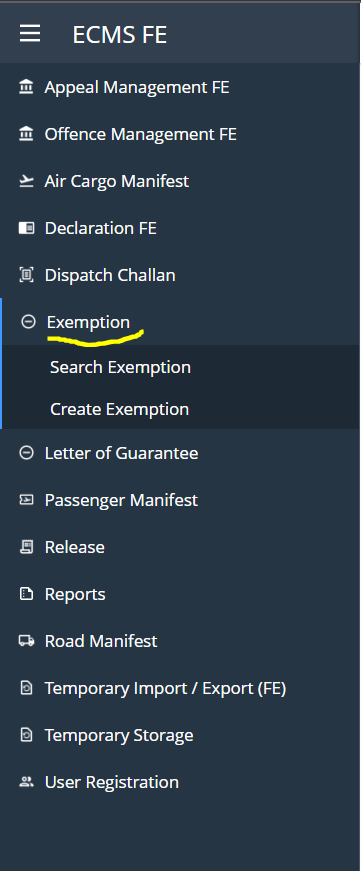 ECMS FE
Appeal Management FE
Offence Management FE
Air Cargo Manifest
Declaration FE
Dispatch Challan
Exemption
Search Exemption
Create Exemption
Letter of Guarantee
Passenger Manifest
Release
Reports
Road Manifest
Temporary Import / Export (FE)
Temporary Storage
User Registration